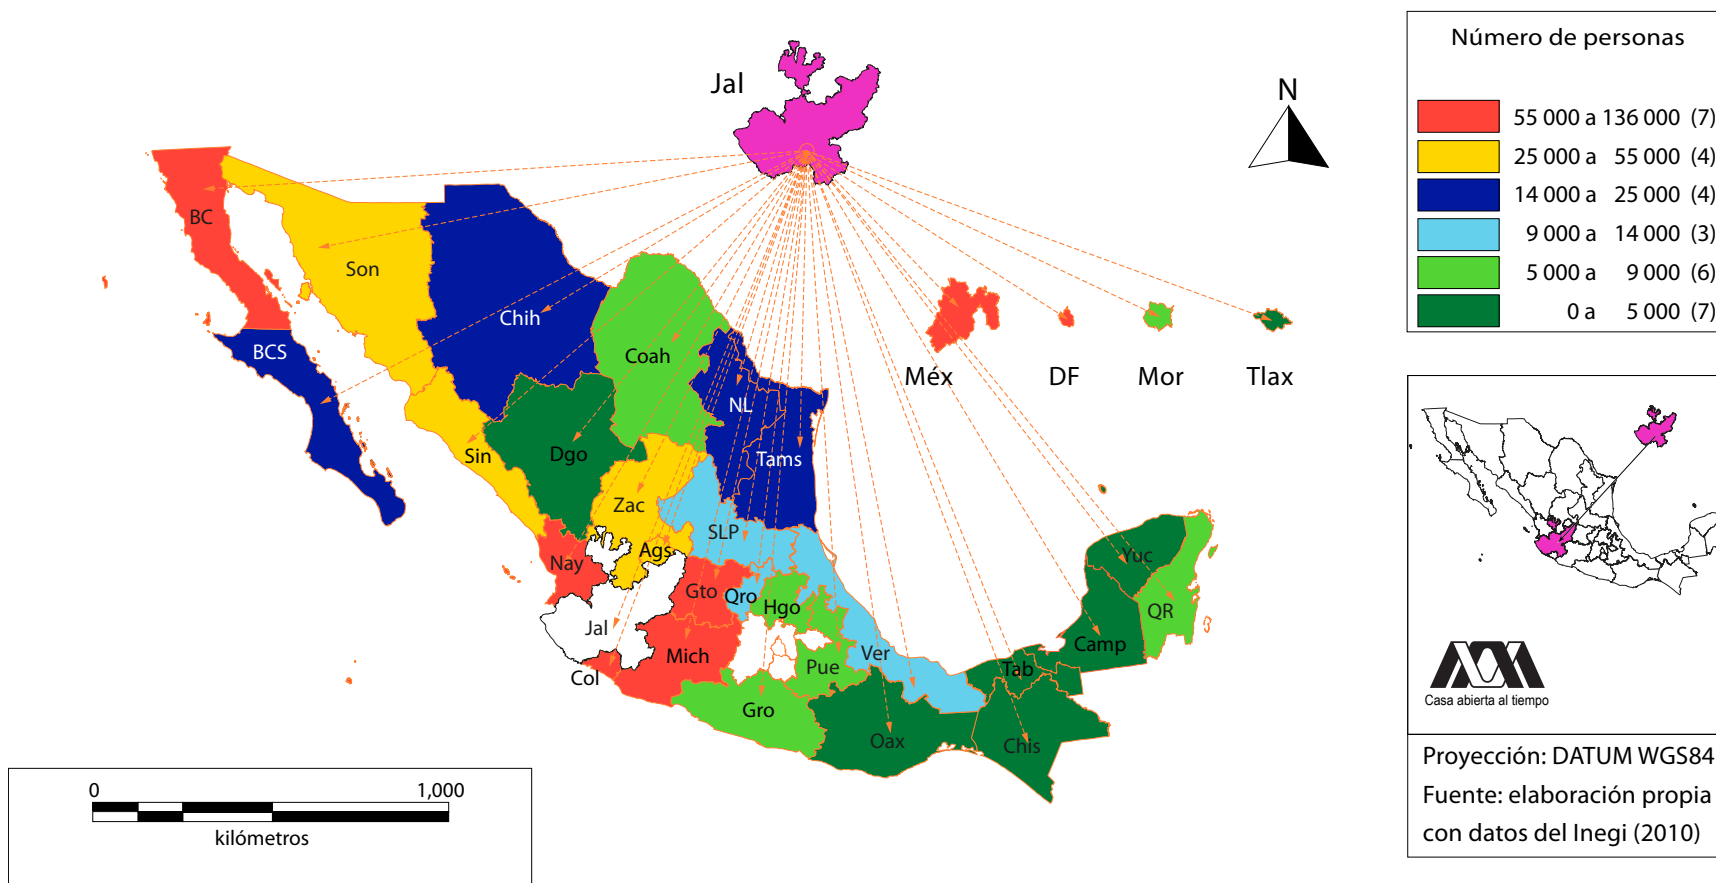 Jal
N
BC
Son
Chih
BCS
Coah
NL
Sin
Dgo
Tams
Zac
SLP
Nay
Ags
Gto
Qro
Hgo
Jal
Mich
Col
Pue
Ver
Gro
Oax
Tab
Chis
Camp
Yuc
QR
Méx
DF
Mor
Tlax
0 1,000
kilómetros
Número de personas
55 000 a 136 000 (7)
25 000 a 55 000 (4)
14 000 a 25 000 (4)
9 000 a 14 000 (3)
5 000 a 9 000 (6)
0 a 5 000 (7)
Casa abierta al tiempo
Proyección: DATUM WGS84
Fuente: elaboración propia
con datos del Inegi (2010)